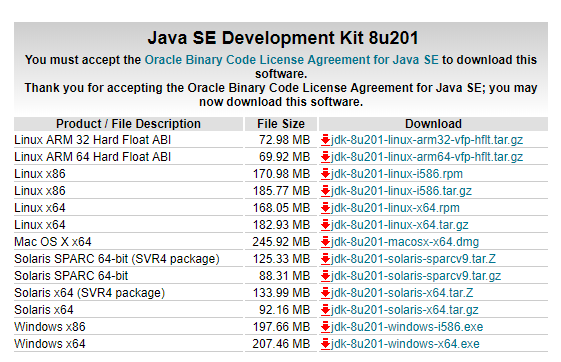 Java SE Development Kit 8u201
You must accept the Oracle Binary Code License Agreement for Java SE to download this
software.
Thank you for accepting the Oracle Binary Code License Agreement for Java SE; you may
now download this software.
Product / File Description File Size Download
Linux ARM 32 Hard Float ABI 72.98 MB jdk-8u201-linux-arm32-vfp-hflt.tar.gz
Linux ARM 64 Hard Float ABI 69.92 MB jdk-8u201-linux-arm64-vfp-hflt.tar.gz
Linux x86 170.98 MB jdk-8u201-linux-i586.rpm
Linux x86 185.77 MB jdk-8u201-linux-i586.tar.gz
Linux x64 168.05 MB jdk-8u201-linux-x64.rpm
Linux x64 182.93 MB jdk-8u201-linux-x64.tar.gz
Mac OS X x64 245.92 MB jdk-8u201-macosx-x64.dmg
Solaris SPARC 64-bit (SVR4 package) 125.33 MB jdk-8u201-solaris-sparcv9.tar.Z
Solaris SPARC 64-bit 88.31 MB jdk-8u201-solaris-sparcv9.tar.gz
Solaris x64 (SVR4 package) 133.99 MB jdk-8u201-solaris-x64.tar.Z
Solaris x64 92.16 MB jdk-8u201-solaris-x64.tar.gz
Windows x86 197.66 MB jdk-8u201-windows-i586.exe
Windows x64 207.46 MB jdk-8u201-windows-x64.exe